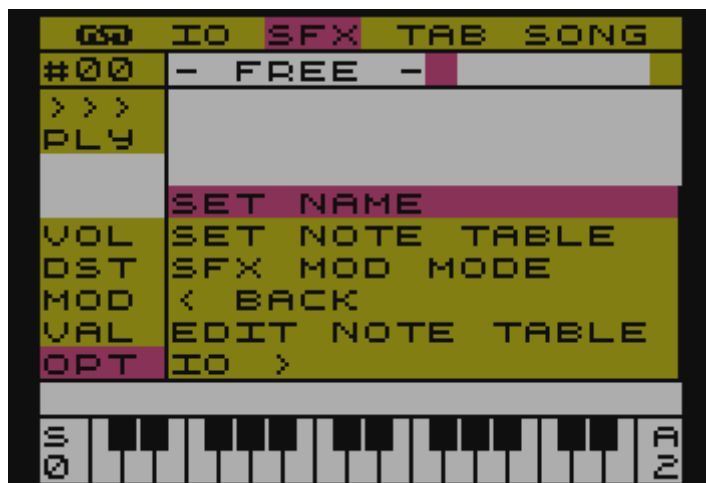 GSD IO SFX TAB SONG
#00 - FREE -
>>>
PLY
SET NAME
VOL SET NOTE TABLE
DST SFX MOD MODE
MOD < BACK
VAL EDIT NOTE TABLE
OPT IO >
S A
0 2